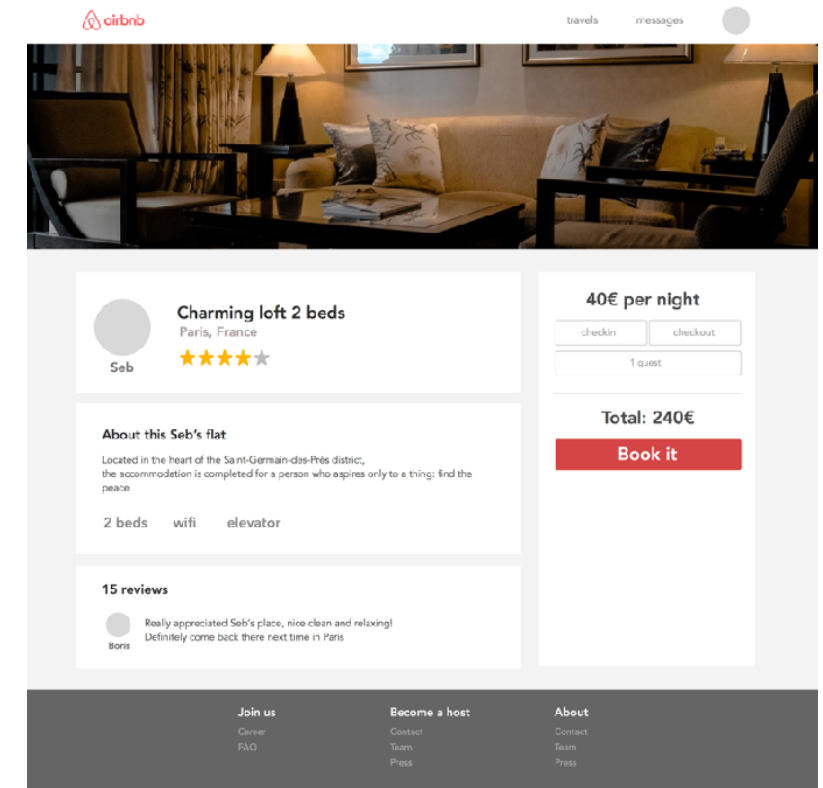 airbnb
travels
messages
Charming loft 2 beds
Paris, France
Seb
About this Seb's flat
Located in the heart of the Saint-Germain-des-Prés district,
the accommodation is completed for a person who aspires only to a thing: find the
peace
2 beds
wifi
elevator
15 reviews
Really appreciated Seb's place, nice clean and relaxing!
Definitely come back there next time in Paris
Boris
40€ per night
checkin
checkout
1 guest
Total: 240€
Book it
Join us
Career
FAQ
Become a host
Contact
Team
Press
About
Contact
Team
Press